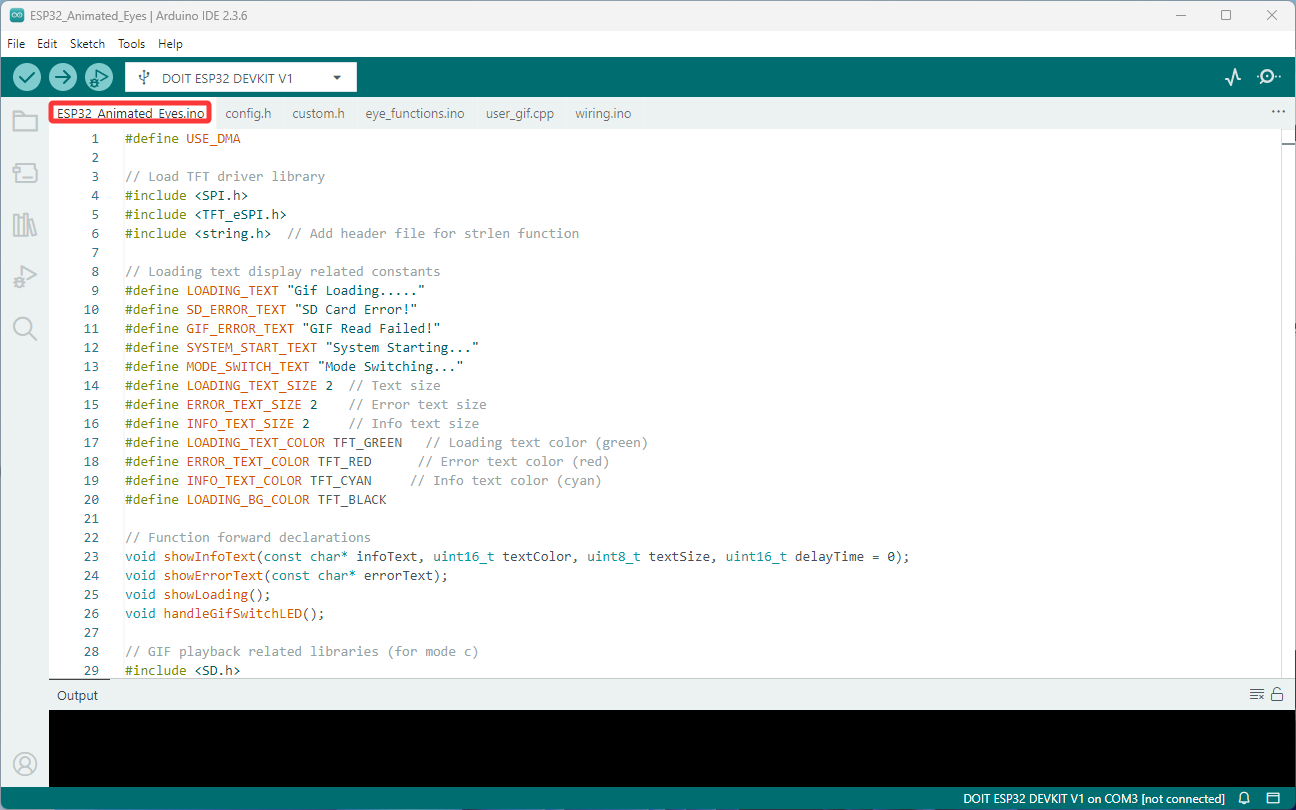 ESP32_Animated_Eyes | Arduino IDE 2.3.6
File Edit Sketch Tools Help
DOIT ESP32 DEVKIT V1
ESP32_Animated_Eyes.ino config.h custom.h eye_functions.ino user_gif.cpp wiring.ino
1 #define USE_DMA
2
3 // Load TFT driver library
4 #include <SPI.h>
5 #include <TFT_eSPI.h>
6 #include <string.h>  // Add header file for strlen function
7
8 // Loading text display related constants
9 #define LOADING_TEXT "Gif Loading....."
10 #define SD_ERROR_TEXT "SD Card Error!"
11 #define GIF_ERROR_TEXT "GIF Read Failed!"
12 #define SYSTEM_START_TEXT "System Starting..."
13 #define MODE_SWITCH_TEXT "Mode Switching..."
14 #define LOADING_TEXT_SIZE 2  // Text size
15 #define ERROR_TEXT_SIZE 2    // Error text size
16 #define INFO_TEXT_SIZE 2     // Info text size
17 #define LOADING_TEXT_COLOR TFT_GREEN   // Loading text color (green)
18 #define ERROR_TEXT_COLOR TFT_RED      // Error text color (red)
19 #define INFO_TEXT_COLOR TFT_CYAN     // Info text color (cyan)
20 #define LOADING_BG_COLOR TFT_BLACK
21
22 // Function forward declarations
23 void showInfoText(const char* infoText, uint16_t textColor, uint8_t textSize, uint16_t delayTime = 0);
24 void showErrorText(const char* errorText);
25 void showLoading();
26 void handleGifSwitchLED();
27
28 // GIF playback related libraries (for mode c)
29 #include <SD.h>
Output
DOIT ESP32 DEVKIT V1 on COM3 [not connected]